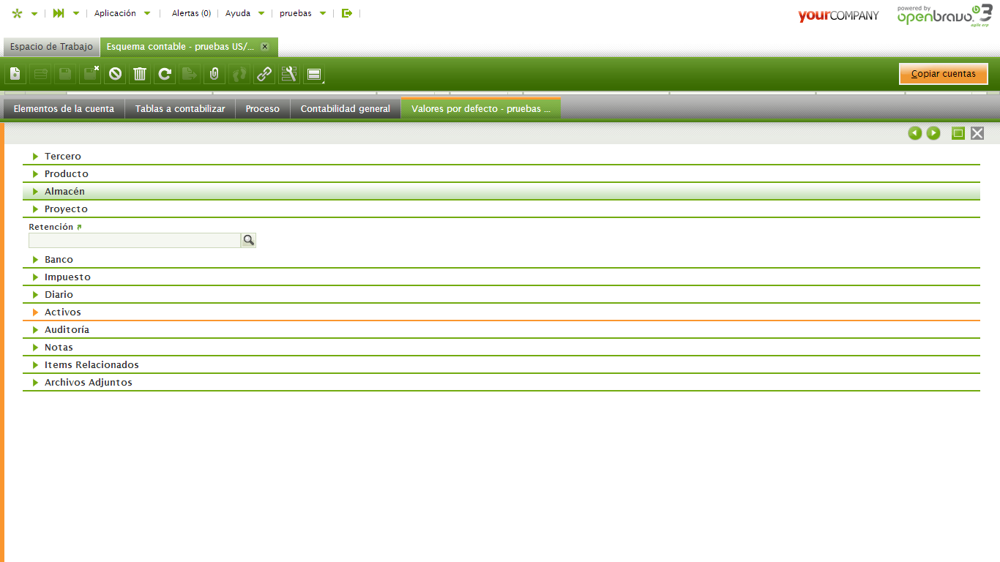 Aplicación Alertas (0) Ayuda pruebas
yourCOMPANY
powered by
openbravo 3
agile erp
Espacio de Trabajo Esquema contable - pruebas US/...
Copiar cuentas
Elementos de la cuenta Tablas a contabilizar Proceso Contabilidad general Valores por defecto - pruebas ...
Tercero
Producto
Almacén
Proyecto
Retención
Banco
Impuesto
Diario
Activos
Auditoría
Notas
Items Relacionados
Archivos Adjuntos